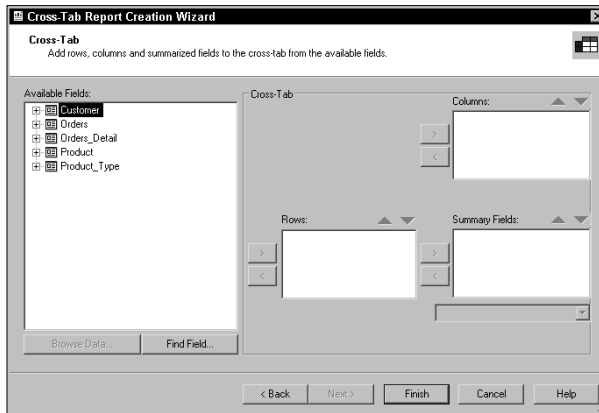 Cross-Tab Report Creation Wizard
Cross-Tab
Add rows, columns and summarized fields to the cross-tab from the available fields.
Available Fields:
Customer
Orders
Orders_Detail
Product
Product_Type
Cross-Tab
Columns:
>
<
Rows:
Summary Fields:
> >
< <
Browse Data...
Find Field...
< Back
Next >
Finish
Cancel
Help